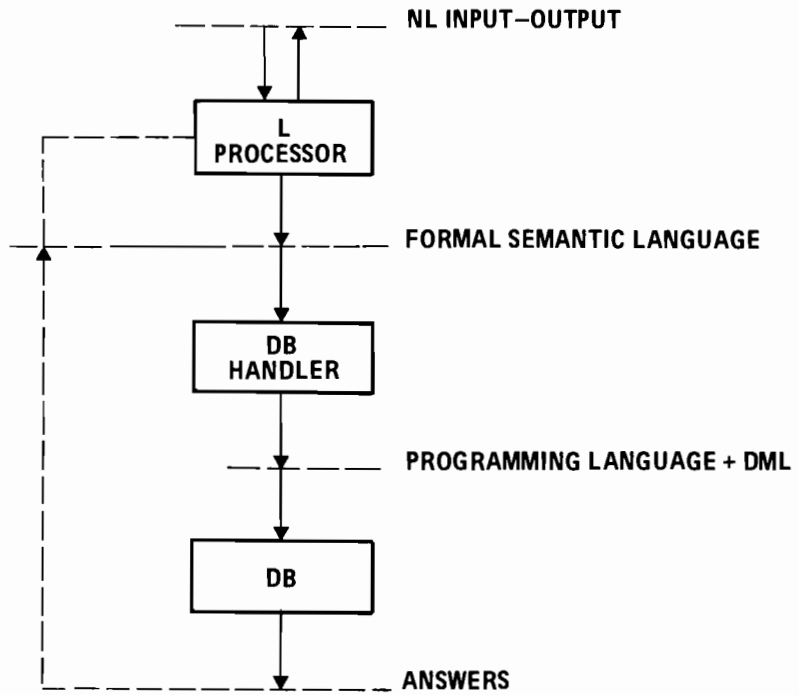 NL INPUT–OUTPUT
L
PROCESSOR
FORMAL SEMANTIC LANGUAGE
DB
HANDLER
PROGRAMMING LANGUAGE + DML
DB
ANSWERS